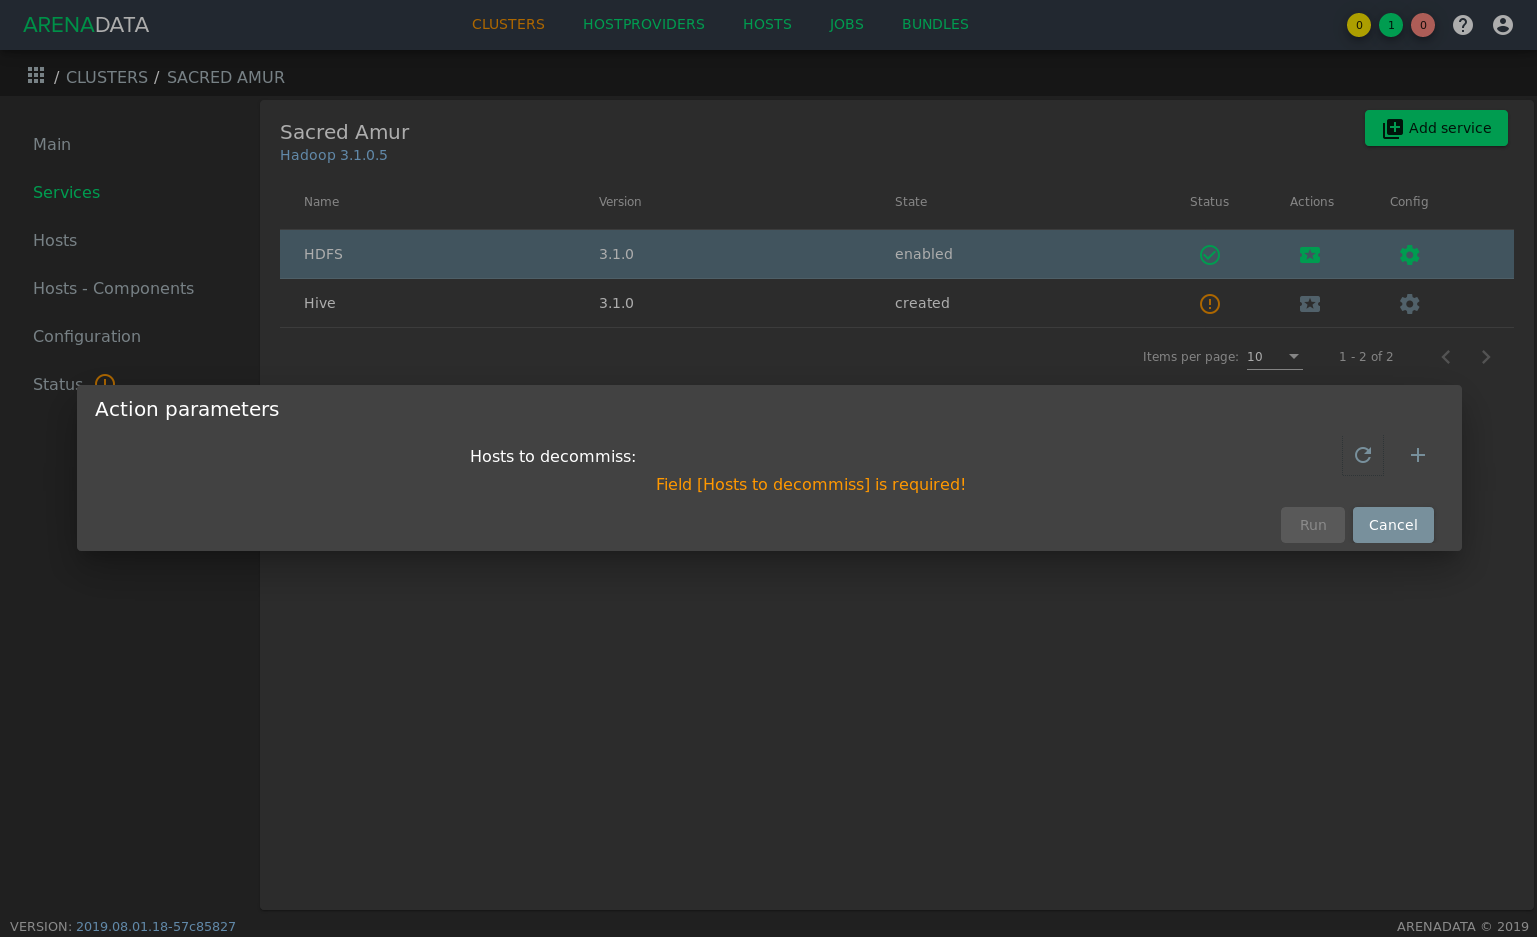 ARENADATA CLUSTERS HOSTPROVIDERS HOSTS JOBS BUNDLES 0 1 0
/ CLUSTERS / SACRED AMUR
Main
Services
Hosts
Hosts - Components
Configuration
Status
Sacred Amur
Hadoop 3.1.0.5
Add service
Name Version State Status Actions Config
HDFS 3.1.0 enabled
Hive 3.1.0 created
Items per page: 10 1 - 2 of 2
Action parameters
Hosts to decommiss:
Field [Hosts to decommiss] is required!
Run Cancel
VERSION: 2019.08.01.18-57c85827 ARENADATA © 2019